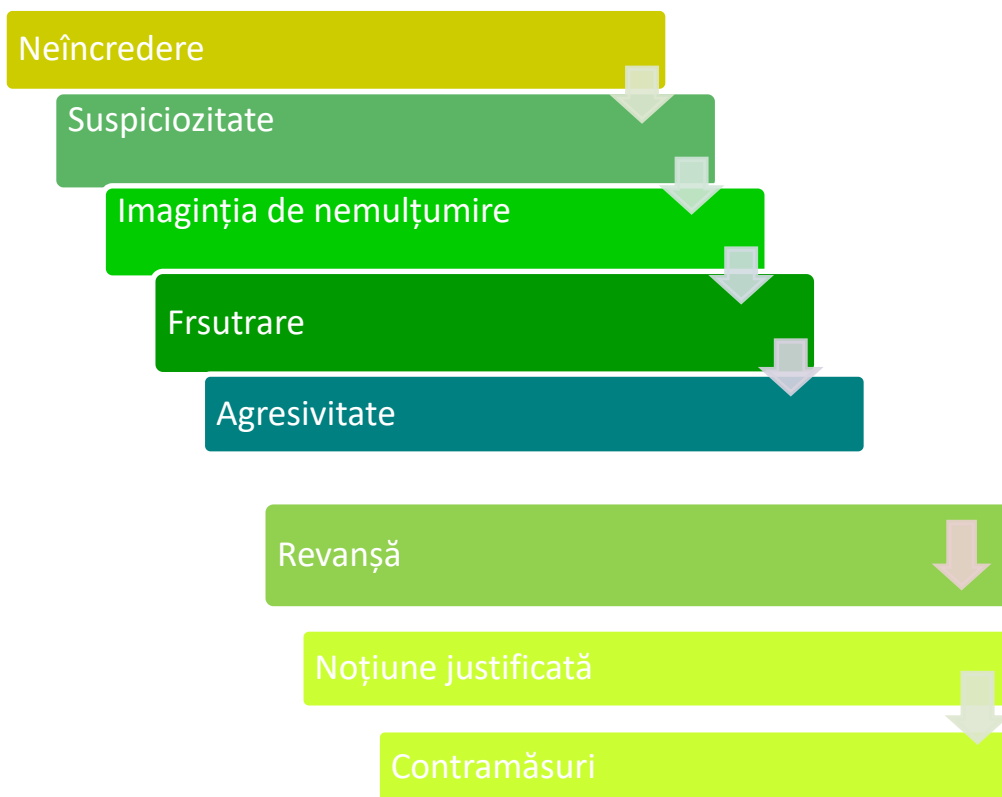 Neîncredere
Suspiciozitate
Imaginția de nemulțumire
Frsutrare
Agresivitate
Revanșă
Noțiune justificată
Contramăsuri